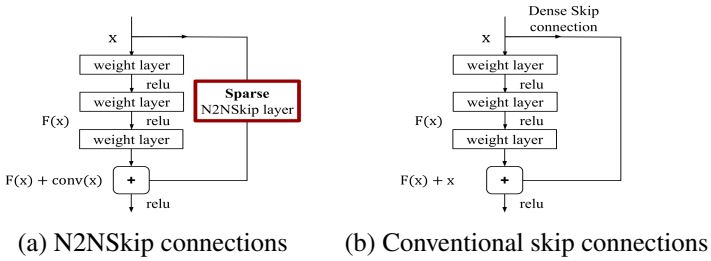 x
weight layer
relu
weight layer
relu
weight layer
F(x)
Sparse
N2NSkip layer
F(x) + conv(x)
+
relu
(a) N2NSkip connections
Dense Skip
connection
x
weight layer
relu
weight layer
relu
weight layer
F(x)
F(x) + x
+
relu
(b) Conventional skip connections